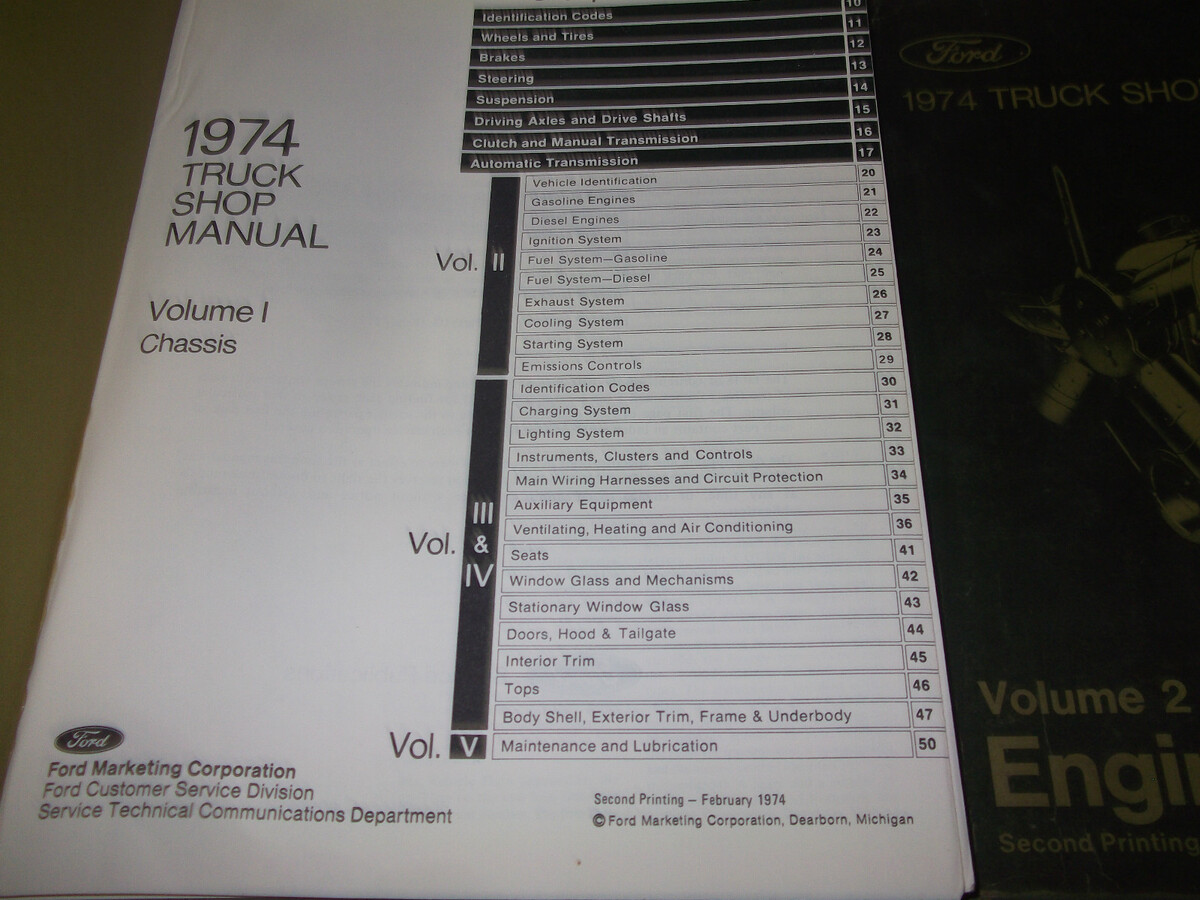 10
Identification Codes 11
Wheels and Tires 12
Brakes 13
Steering 14
Suspension 15
Driving Axles and Drive Shafts 16
Clutch and Manual Transmission 17
Automatic Transmission
1974
TRUCK
SHOP
MANUAL
Volume I
Chassis
Vol. II
Vehicle Identification 20
Gasoline Engines 21
Diesel Engines 22
Ignition System 23
Fuel System—Gasoline 24
Fuel System—Diesel 25
Exhaust System 26
Cooling System 27
Starting System 28
Emissions Controls 29
Vol. III & IV
Identification Codes 30
Charging System 31
Lighting System 32
Instruments, Clusters and Controls 33
Main Wiring Harnesses and Circuit Protection 34
Auxiliary Equipment 35
Ventilating, Heating and Air Conditioning 36
Seats 41
Window Glass and Mechanisms 42
Stationary Window Glass 43
Doors, Hood & Tailgate 44
Interior Trim 45
Tops 46
Body Shell, Exterior Trim, Frame & Underbody 47
Vol. V
Maintenance and Lubrication 50
Ford
Ford Marketing Corporation
Ford Customer Service Division
Service Technical Communications Department
Second Printing – February 1974
© Ford Marketing Corporation, Dearborn, Michigan
Ford
1974 TRUCK SHO
Volume 2
Engi
Second Printing